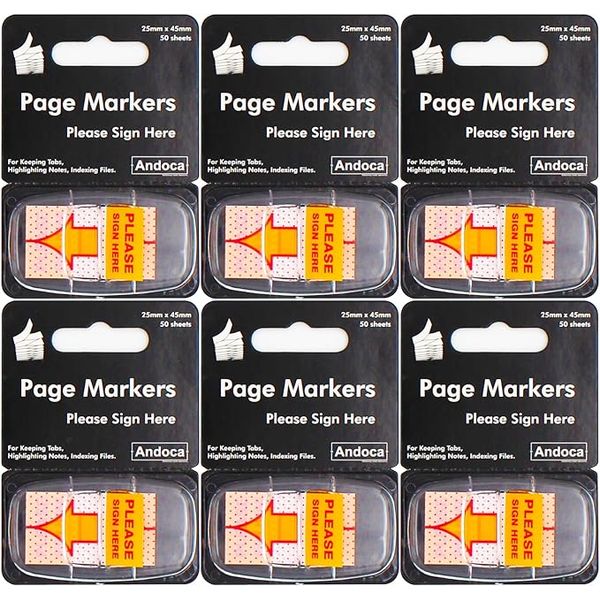 25mm x 45mm
50 sheets
Page Markers
Please Sign Here
For Keeping Tabs,
Highlighting Notes, Indexing Files.
Andoca
PLEASE
SIGN HERE
25mm x 45mm
50 sheets
Page Markers
Please Sign Here
For Keeping Tabs,
Highlighting Notes, Indexing Files.
Andoca
PLEASE
SIGN HERE
25mm x 45mm
50 sheets
Page Markers
Please Sign Here
For Keeping Tabs,
Highlighting Notes, Indexing Files.
Andoca
PLEASE
SIGN HERE
25mm x 45mm
50 sheets
Page Markers
Please Sign Here
For Keeping Tabs,
Highlighting Notes, Indexing Files.
Andoca
PLEASE
SIGN HERE
25mm x 45mm
50 sheets
Page Markers
Please Sign Here
For Keeping Tabs,
Highlighting Notes, Indexing Files.
Andoca
PLEASE
SIGN HERE
25mm x 45mm
50 sheets
Page Markers
Please Sign Here
For Keeping Tabs,
Highlighting Notes, Indexing Files.
Andoca
PLEASE
SIGN HERE